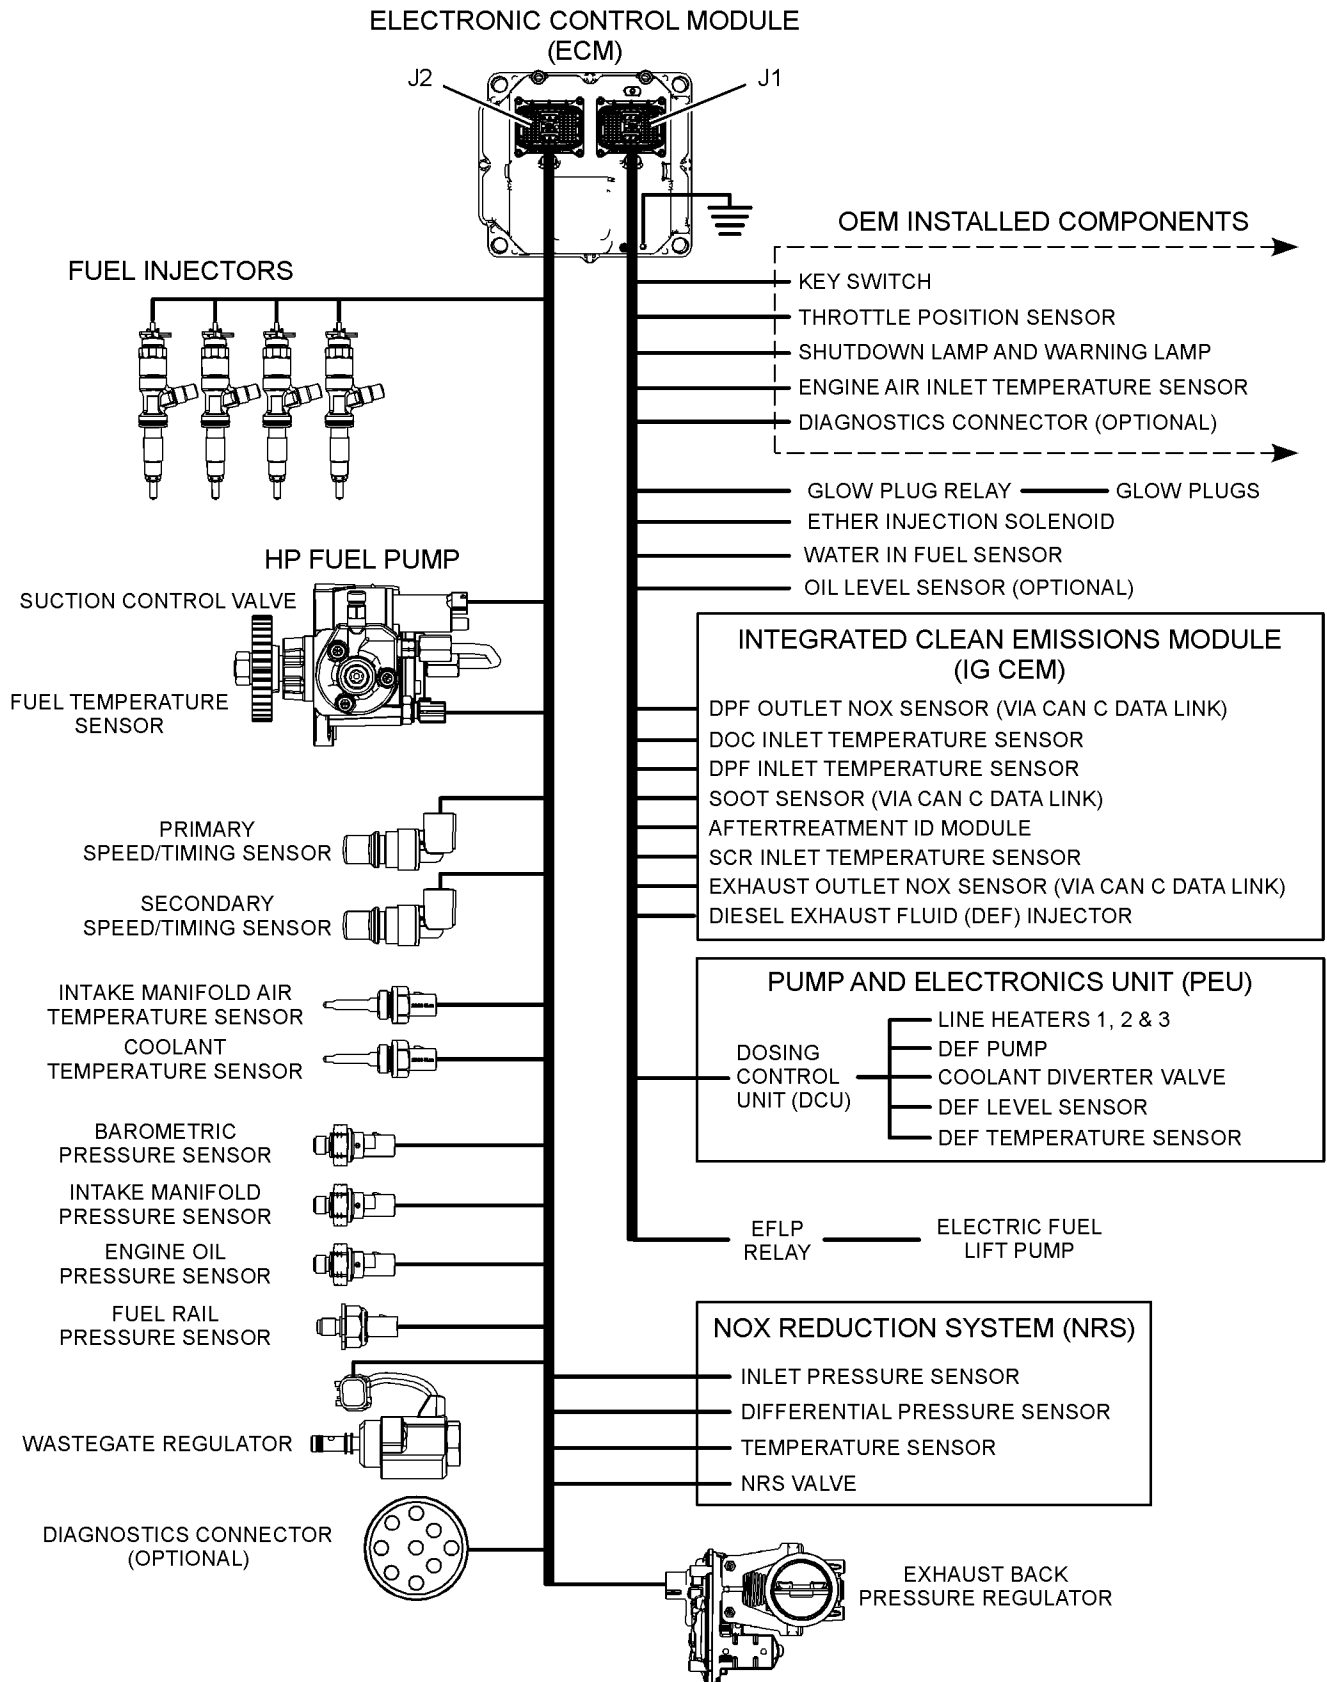 ELECTRONIC CONTROL MODULE
(ECM)
J2
J1
OEM INSTALLED COMPONENTS
KEY SWITCH
THROTTLE POSITION SENSOR
SHUTDOWN LAMP AND WARNING LAMP
ENGINE AIR INLET TEMPERATURE SENSOR
DIAGNOSTICS CONNECTOR (OPTIONAL)
FUEL INJECTORS
GLOW PLUG RELAY
GLOW PLUGS
ETHER INJECTION SOLENOID
WATER IN FUEL SENSOR
OIL LEVEL SENSOR (OPTIONAL)
HP FUEL PUMP
SUCTION CONTROL VALVE
FUEL TEMPERATURE
SENSOR
INTEGRATED CLEAN EMISSIONS MODULE
(IG CEM)
DPF OUTLET NOX SENSOR (VIA CAN C DATA LINK)
DOC INLET TEMPERATURE SENSOR
DPF INLET TEMPERATURE SENSOR
SOOT SENSOR (VIA CAN C DATA LINK)
AFTERTREATMENT ID MODULE
SCR INLET TEMPERATURE SENSOR
EXHAUST OUTLET NOX SENSOR (VIA CAN C DATA LINK)
DIESEL EXHAUST FLUID (DEF) INJECTOR
PRIMARY
SPEED/TIMING SENSOR
SECONDARY
SPEED/TIMING SENSOR
INTAKE MANIFOLD AIR
TEMPERATURE SENSOR
COOLANT
TEMPERATURE SENSOR
PUMP AND ELECTRONICS UNIT (PEU)
DOSING
CONTROL
UNIT (DCU)
LINE HEATERS 1, 2 & 3
DEF PUMP
COOLANT DIVERTER VALVE
DEF LEVEL SENSOR
DEF TEMPERATURE SENSOR
BAROMETRIC
PRESSURE SENSOR
INTAKE MANIFOLD
PRESSURE SENSOR
ENGINE OIL
PRESSURE SENSOR
FUEL RAIL
PRESSURE SENSOR
EFLP
RELAY
ELECTRIC FUEL
LIFT PUMP
NOX REDUCTION SYSTEM (NRS)
INLET PRESSURE SENSOR
DIFFERENTIAL PRESSURE SENSOR
TEMPERATURE SENSOR
NRS VALVE
WASTEGATE REGULATOR
DIAGNOSTICS CONNECTOR
(OPTIONAL)
EXHAUST BACK
PRESSURE REGULATOR